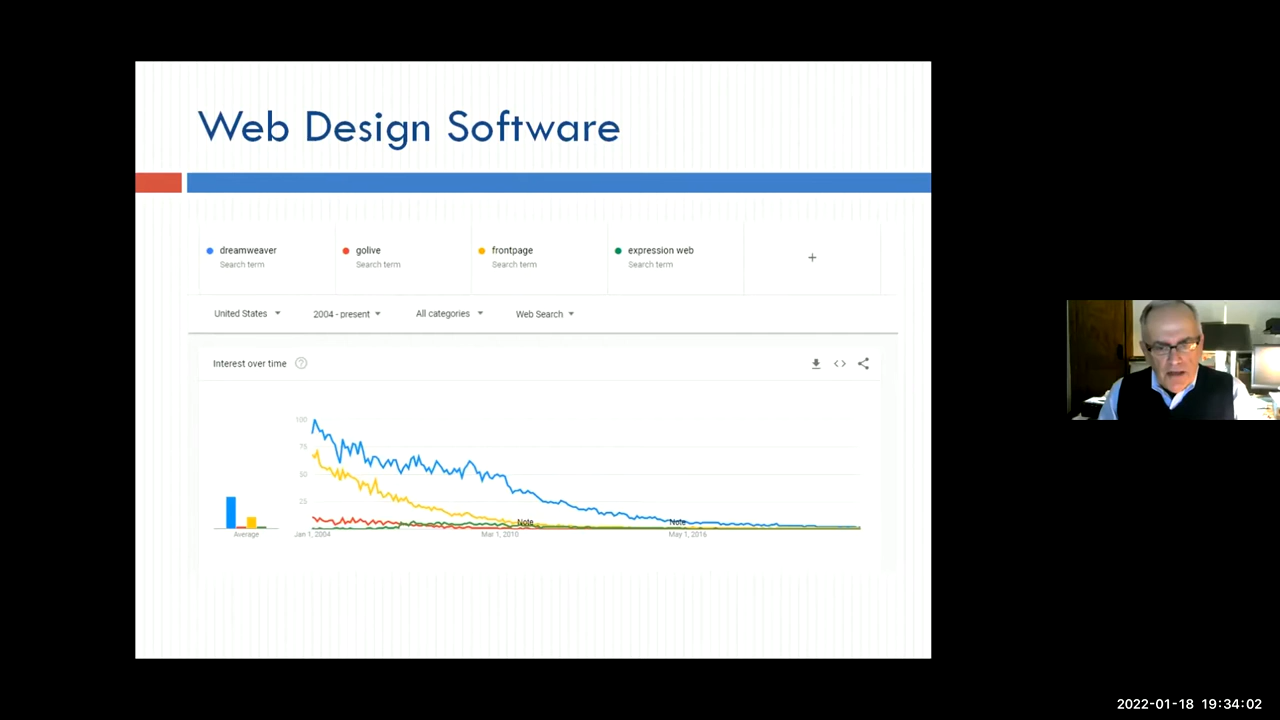 Web Design Software
dreamweaver
Search term
golive
Search term
frontpage
Search term
expression web
Search term
+
United States
2004 - present
All categories
Web Search
Interest over time
?
<>
100
75
50
25
Note
Note
Average
Jan 1, 2004
Mar 1, 2010
May 1, 2016
2022-01-18 19:34:02